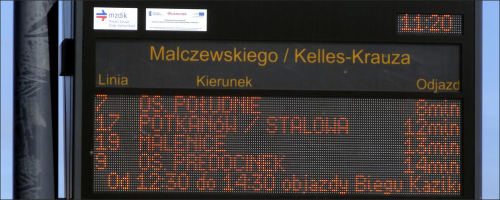 mzdik
11:20
Malczewskiego / Kelles-Krauza
Linia Kierunek Odjazd
7 OS.POŁUDNIE 8min
17 POTKANÓW / STALOWA 12min
19 MALENICE 13min
9 OS.PRĘDOCINEK 14min
Od 12:30 do 14:30 objazdy Biegu Kazik